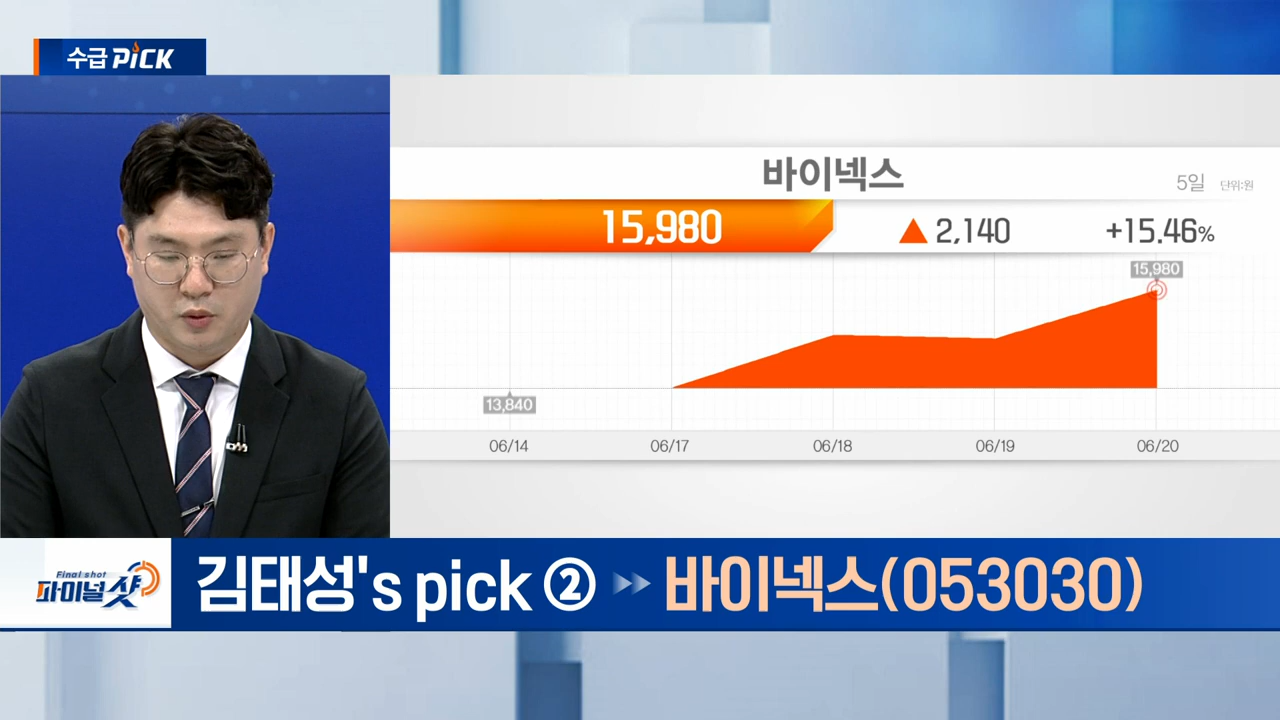 수급 PiCK
바이넥스
5일 단위:원
15,980 ▲ 2,140 +15.46%
15,980
13,840
06/14 06/17 06/18 06/19 06/20
Final shot
파이널샷
김태성's pick ② ▶▶ 바이넥스(053030)